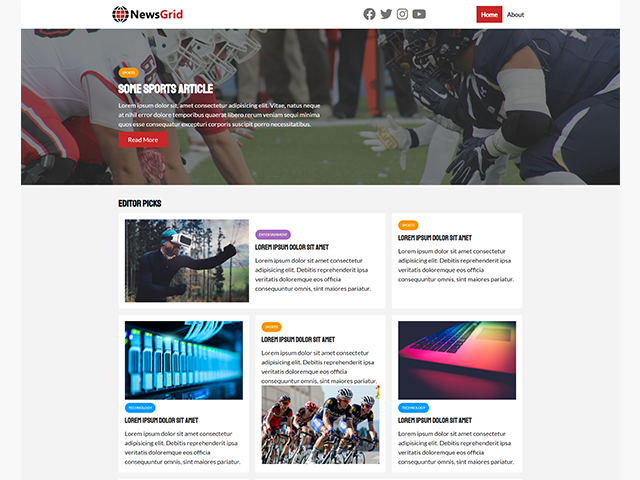 NewsGrid
Home
About
SPORTS
SOME SPORTS ARTICLE
Lorem ipsum dolor sit, amet consectetur adipisicing elit. Vitae, natus neque
at nihil error dolore temporibus quaerat libero rerum veniam sequi minima
quos esse consequatur excepturi corporis suscipit porro necessitatibus.
Read More
EDITOR PICKS
ENTERTAINMENT
LOREM IPSUM DOLOR SIT AMET
Lorem ipsum dolor sit amet consectetur
adipisicing elit. Debitis reprehenderit ipsa
veritatis dolorem eos officia
consequuntur omnis, sint maiores pariatur.
SPORTS
LOREM IPSUM DOLOR SIT AMET
Lorem ipsum dolor sit amet consectetur
adipisicing elit. Debitis reprehenderit ipsa
veritatis dolorem eos officia
consequuntur omnis, sint maiores pariatur.
TECHNOLOGY
LOREM IPSUM DOLOR SIT AMET
Lorem ipsum dolor sit amet consectetur
adipisicing elit. Debitis reprehenderit ipsa
veritatis dolorem eos officia
consequuntur omnis, sint maiores pariatur.
SPORTS
LOREM IPSUM DOLOR SIT AMET
Lorem ipsum dolor sit amet consectetur
adipisicing elit. Debitis reprehenderit ipsa
veritatis dolorem eos officia
consequuntur omnis, sint maiores pariatur.
TECHNOLOGY
LOREM IPSUM DOLOR SIT AMET
Lorem ipsum dolor sit amet consectetur
adipisicing elit. Debitis reprehenderit ipsa
veritatis dolorem eos officia
consequuntur omnis, sint maiores pariatur.